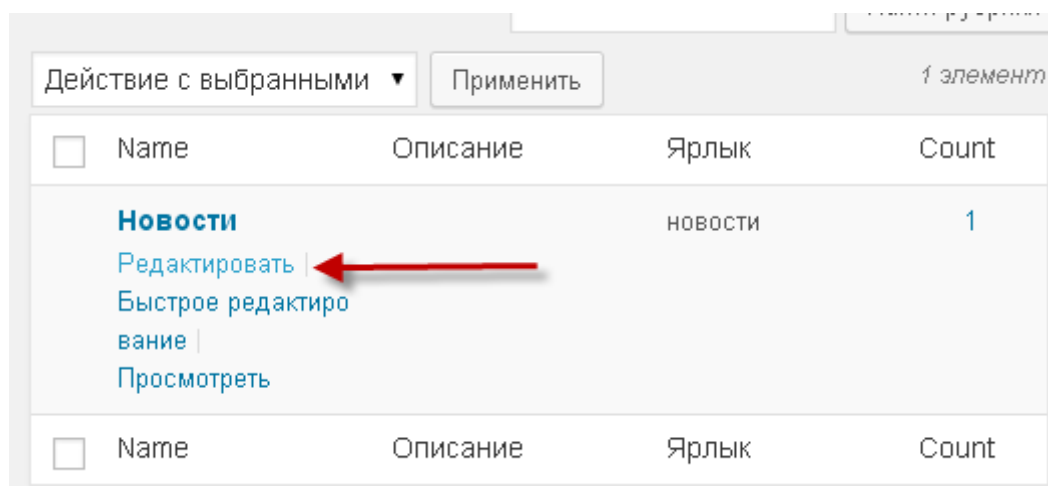 Действие с выбранными Применить 1 элемент
Name Описание Ярлык Count
Новости новости 1
Редактировать |
Быстрое редактиро
вание |
Просмотреть
Name Описание Ярлык Count